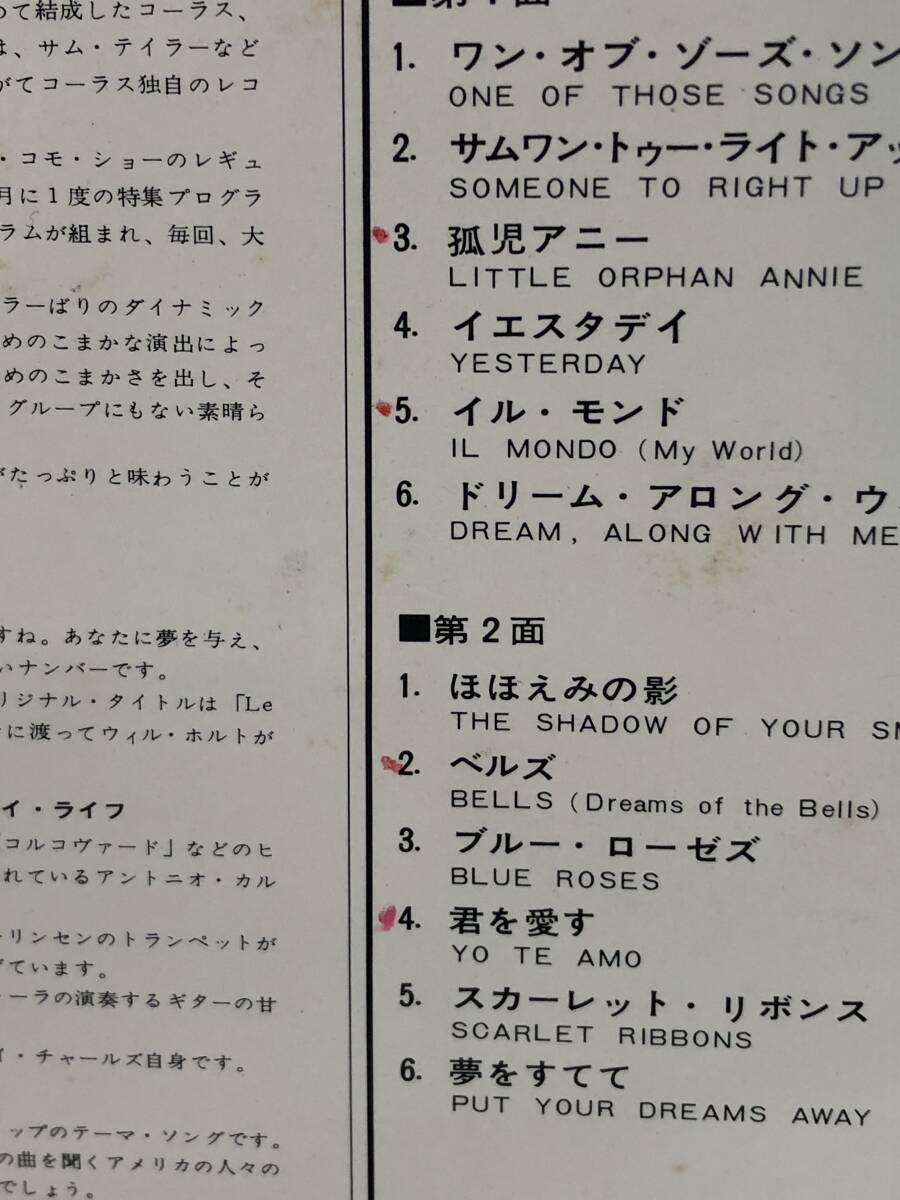 て結成したコーラス、
は、サム・テイラーなど
がてコーラス独自のレコ
・コモ・ショーのレギュ
月に1度の特集プログラ
ラムが組まれ、毎回、大
ラーばりのダイナミック
めのこまかな演出によっ
めのこまかさを出し、そ
グループにもない素晴ら
がたっぷりと味わうことが
すね。あなたに夢を与え、
いナンバーです。
リジナル・タイトルは「Le
に渡ってウィル・ホルトが
イ・ライフ
「コルコヴァード」などのヒ
れているアントニオ・カル
ーリンセンのトランペットが
げています。
ーラの演奏するギターの甘
イ・チャールズ自身です。
ップのテーマ・ソングです。
の曲を聞くアメリカの人々の
でしょう。
■第1面
1. ワン・オブ・ゾーズ・ソン
ONE OF THOSE SONGS
2. サムワン・トゥー・ライト・アッ
SOMEONE TO RIGHT UP
3. 孤児アニー
LITTLE ORPHAN ANNIE
4. イエスタデイ
YESTERDAY
5. イル・モンド
IL MONDO (My World)
6. ドリーム・アロング・ウ
DREAM, ALONG WITH ME
■第2面
1. ほほえみの影
THE SHADOW OF YOUR SM
2. ベルズ
BELLS (Dreams of the Bells)
3. ブルー・ローゼズ
BLUE ROSES
4. 君を愛す
YO TE AMO
5. スカーレット・リボンス
SCARLET RIBBONS
6. 夢をすてて
PUT YOUR DREAMS AWAY